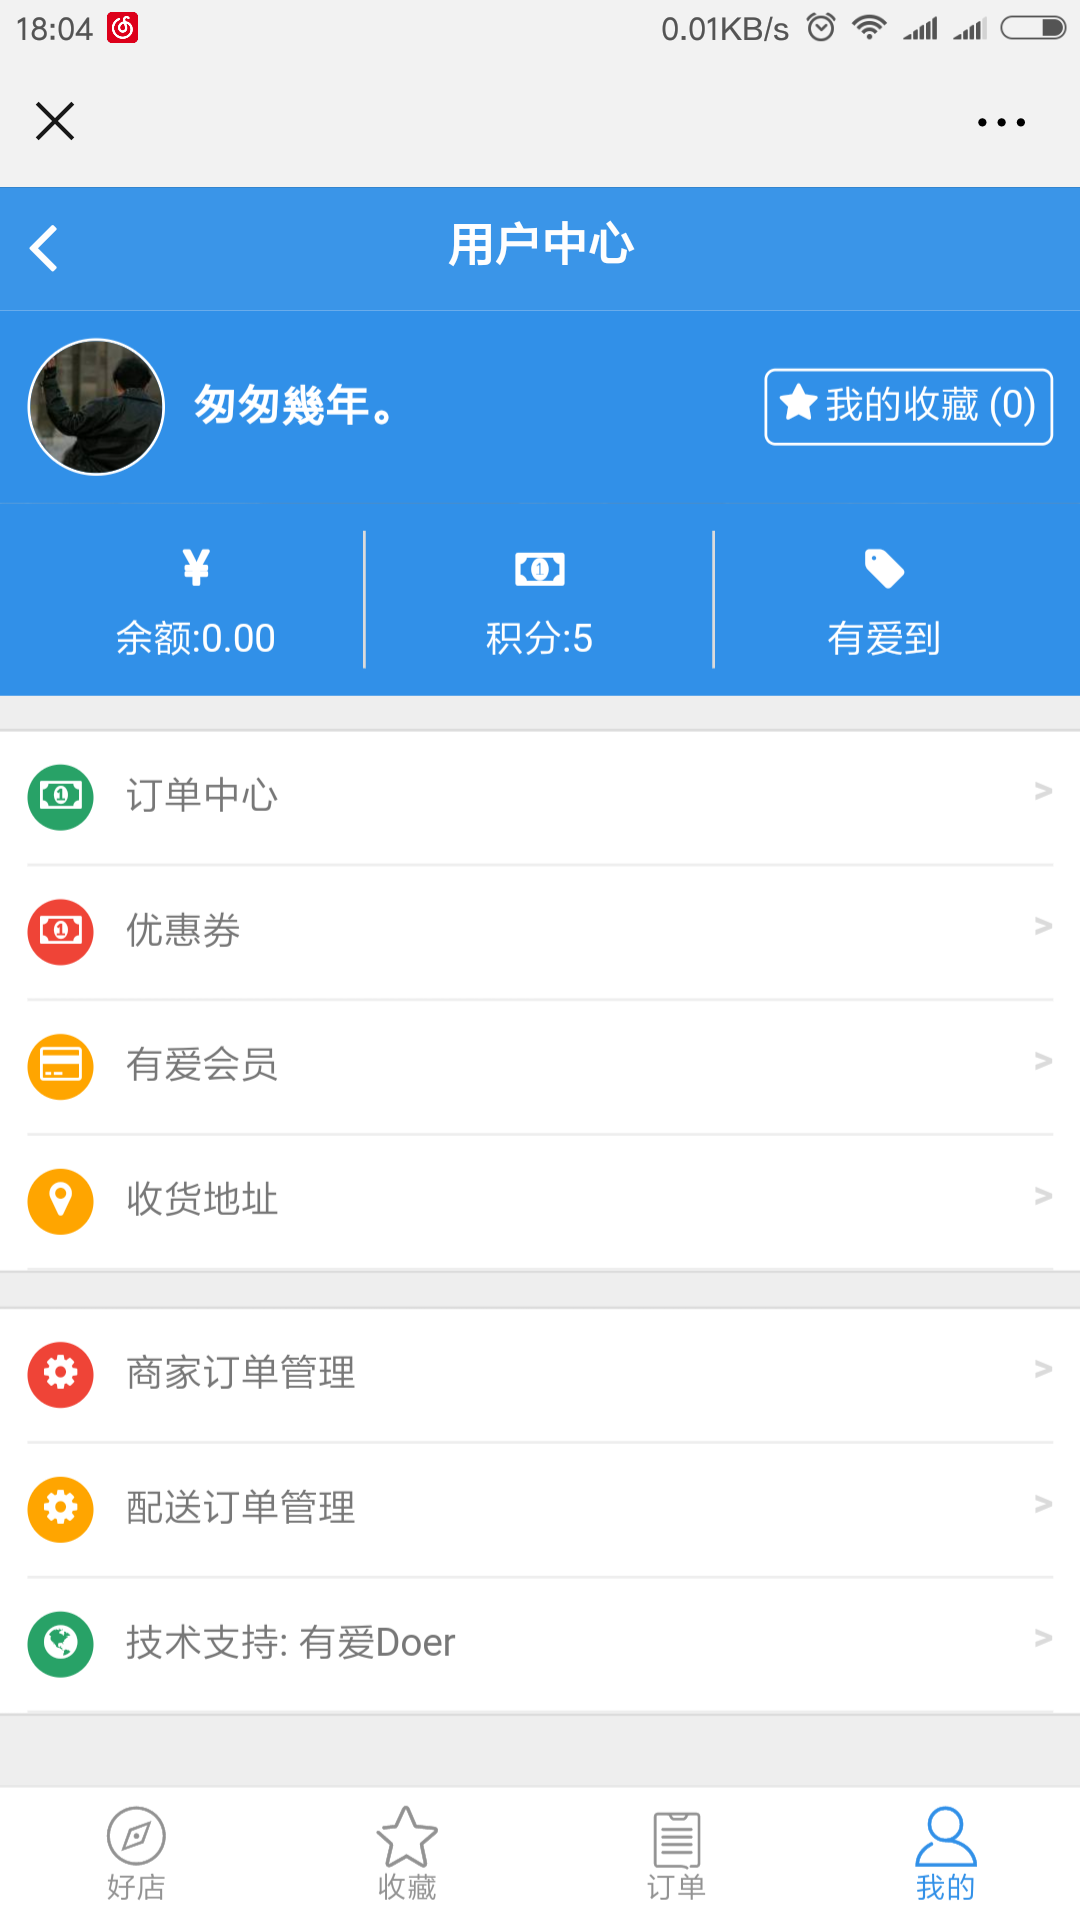 18:04 0.01KB/s
用户中心
匆匆幾年。
我的收藏 (0)
余额:0.00 积分:5 有爱到
订单中心 >
优惠券 >
有爱会员 >
收货地址 >
商家订单管理 >
配送订单管理 >
技术支持: 有爱Doer >
好店 收藏 订单 我的